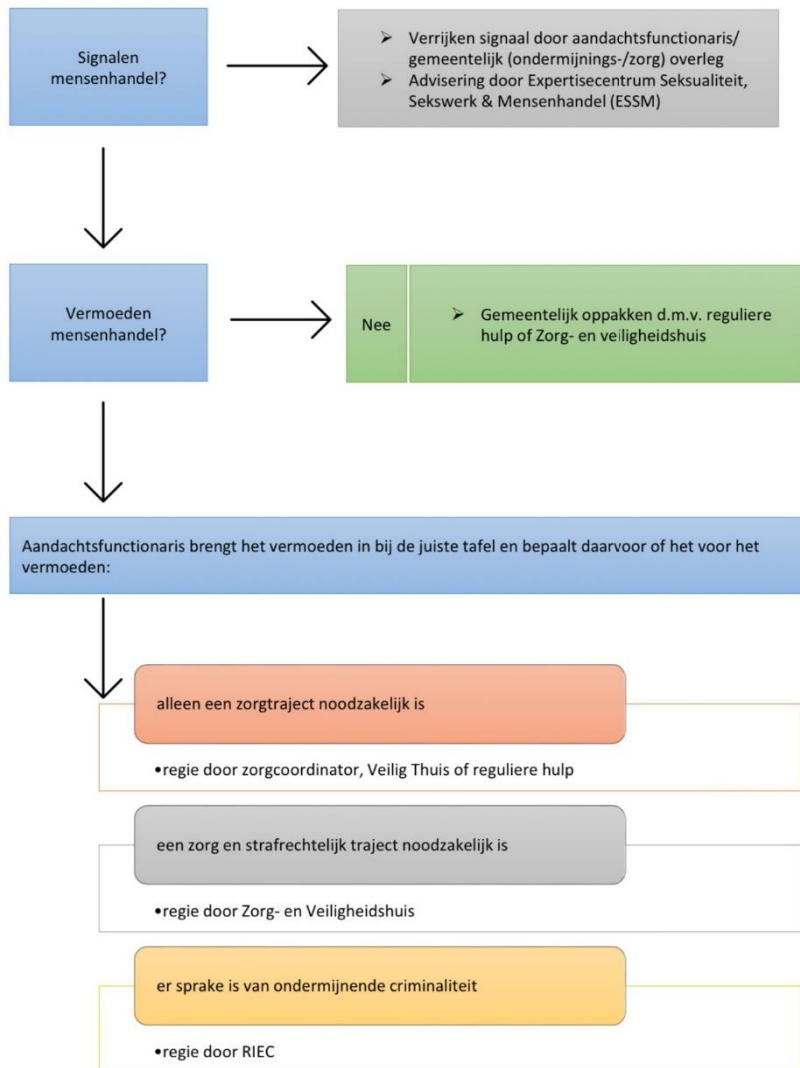 Signalen
mensenhandel?
➢ Verrijken signaal door aandachtsfunctionaris/
gemeentelijk (ondermijnings-/zorg) overleg
➢ Advisering door Expertisecentrum Seksualiteit,
Sekswerk & Mensenhandel (ESSM)
Vermoeden
mensenhandel?
Nee
➢ Gemeentelijk oppakken d.m.v. reguliere
hulp of Zorg- en veiligheidshuis
Aandachtsfunctionaris brengt het vermoeden in bij de juiste tafel en bepaalt daarvoor of het voor het
vermoeden:
alleen een zorgtraject noodzakelijk is
•regie door zorgcoordinator, Veilig Thuis of reguliere hulp
een zorg en strafrechtelijk traject noodzakelijk is
•regie door Zorg- en Veiligheidshuis
er sprake is van ondermijnende criminaliteit
•regie door RIEC